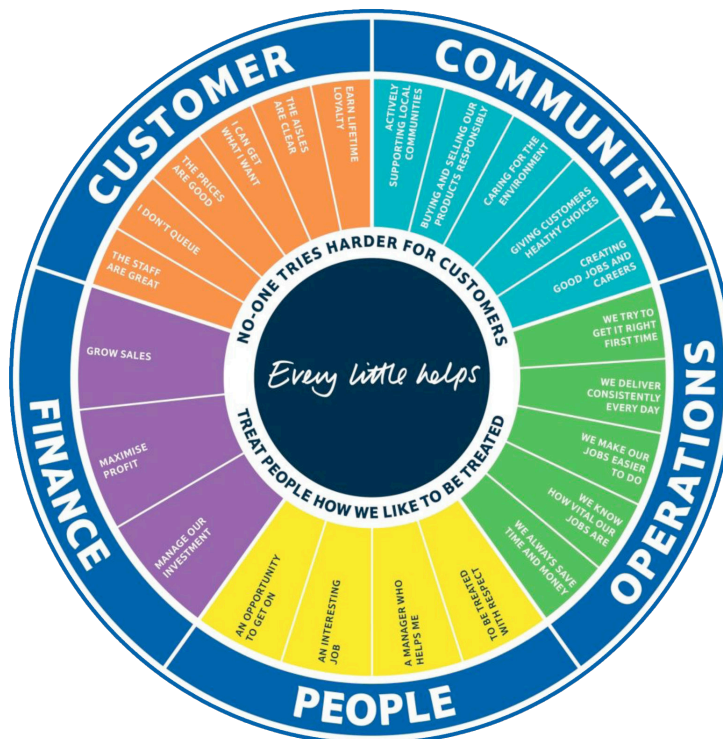 CUSTOMER
THE STAFF
ARE GREAT
I DON'T QUEUE
THE PRICES
ARE GOOD
I CAN GET
WHAT I WANT
THE AISLES
ARE CLEAR
EARN LIFETIME
LOYALTY
COMMUNITY
ACTIVELY
SUPPORTING LOCAL
COMMUNITIES
BUYING AND SELLING OUR
PRODUCTS RESPONSIBLY
CARING FOR THE
ENVIRONMENT
GIVING CUSTOMERS
HEALTHY CHOICES
CREATING
GOOD JOBS AND
CAREERS
OPERATIONS
WE TRY TO
GET IT RIGHT
FIRST TIME
WE DELIVER
CONSISTENTLY
EVERY DAY
WE MAKE OUR
JOBS EASIER
TO DO
WE KNOW
HOW VITAL OUR
JOBS ARE
WE ALWAYS SAVE
TIME AND MONEY
PEOPLE
TO BE TREATED
WITH RESPECT
A MANAGER WHO
HELPS ME
AN INTERESTING
JOB
AN OPPORTUNITY
TO GET ON
FINANCE
MANAGE OUR
INVESTMENT
MAXIMISE
PROFIT
GROW SALES
NO-ONE TRIES HARDER FOR CUSTOMERS
Every little helps
TREAT PEOPLE HOW WE LIKE TO BE TREATED